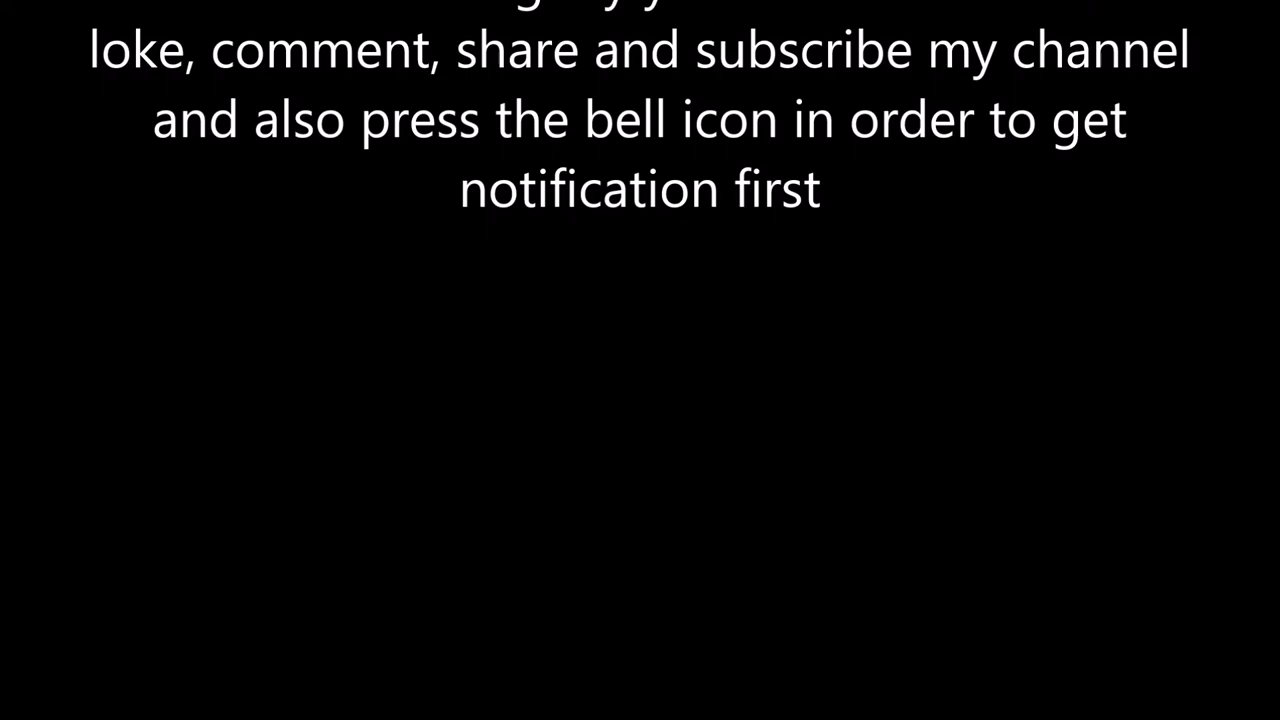 loke, comment, share and subscribe my channel
and also press the bell icon in order to get
notification first